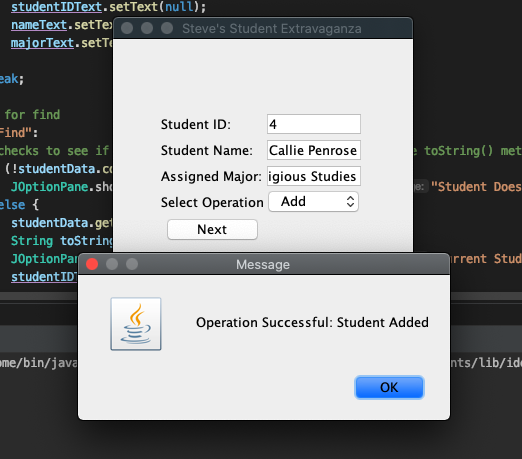 studentIDText.setText(null);
nameText.setTex
majorText.setTe
Steve's Student Extravaganza
eak;
for find
Find":
checks to see if
e toString() met
(!studentData.co
JOptionPane.sho
"Student Does
else {
studentData.get
String toString
JOptionPan
urrent Stud
studentIDT
Student ID: 4
Student Name: Callie Penrose
Assigned Major: igious Studies
Select Operation Add
Next
Message
Operation Successful: Student Added
OK
ome/bin/java
nts/lib/ide